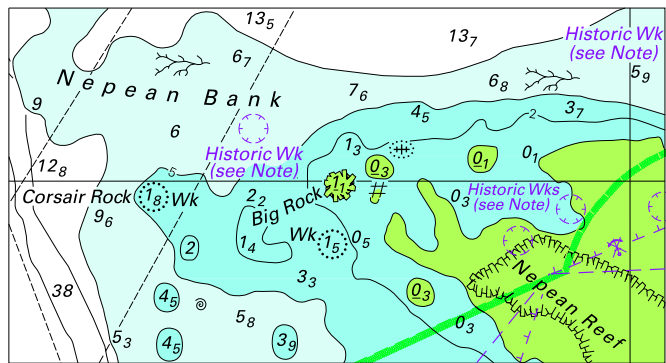 13₅
13₇
Historic Wk
(see Note)
6₇
6₈
5₉
Nepean Bank
7₆
9
4₅
3₇
2
6
1₃
0₁
0₁
Historic Wk
(see Note)
0₃
12₈
5
Corsair Rock
1₈ Wk
2₂
Big Rock
1₁
0₃
Historic Wks
(see Note)
9₆
Wk
1₅
0₅
1₄
2
3₃
Nepean Reef
38
4₅
0₃
5₈
0₃
5₃
4₅
3₉